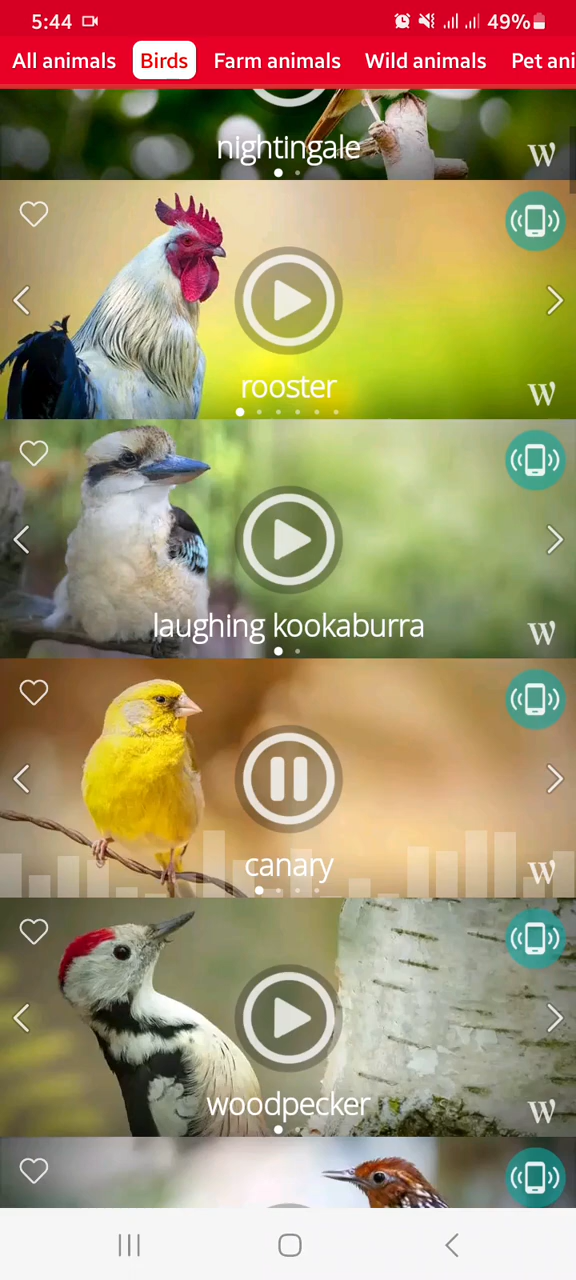 5:44 49%
All animals Birds Farm animals Wild animals Pet ani
nightingale
W
rooster
W
laughing kookaburra
W
canary
W
woodpecker
W